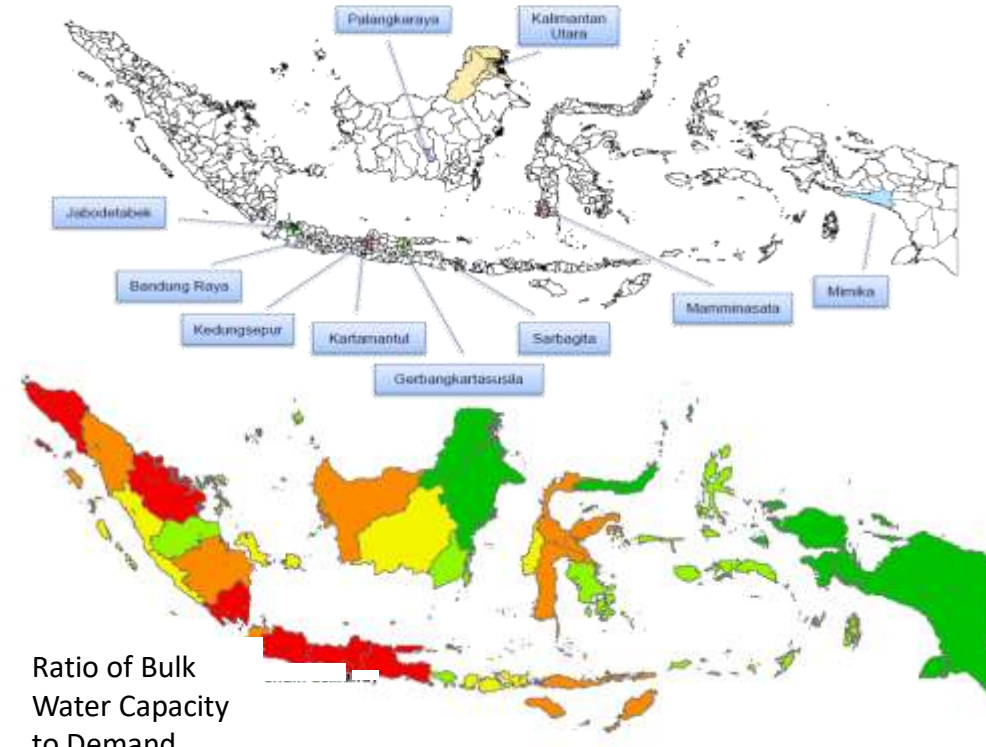 Palangkaraya
Kalimantan
Utara
Jabodetabek
Bandung Raya
Kedungsepur
Kartamantul
Sarbagita
Mamminasata
Mimika
Gerbangkartasusila
Ratio of Bulk
Water Capacity
to Demand